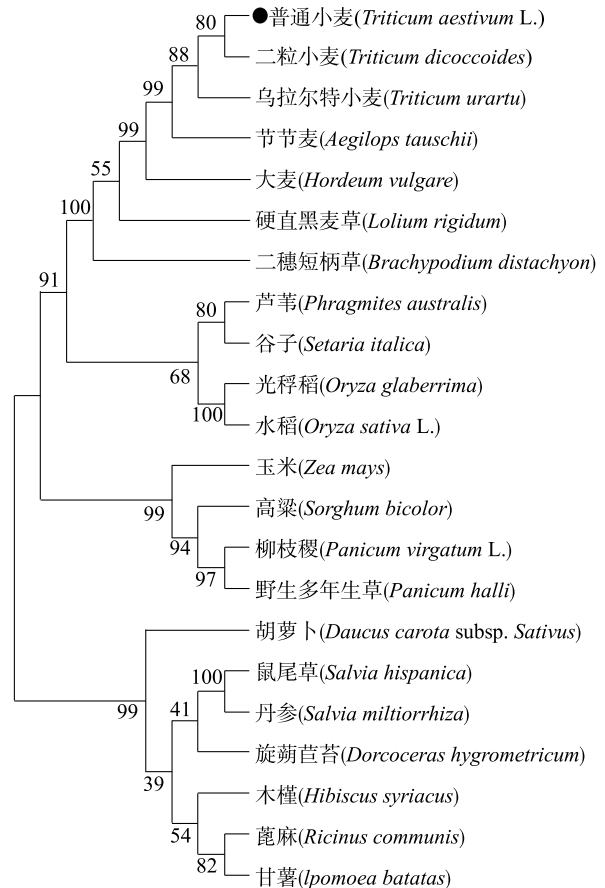 80
●普通小麦(Triticum aestivum L.)
二粒小麦(Triticum dicoccoides)
88
乌拉尔特小麦(Triticum urartu)
99
节节麦(Aegilops tauschii)
99
大麦(Hordeum vulgare)
55
硬直黑麦草(Lolium rigidum)
100
二穗短柄草(Brachypodium distachyon)
91
80
芦苇(Phragmites australis)
谷子(Setaria italica)
68
光稃稻(Oryza glaberrima)
100
水稻(Oryza sativa L.)
玉米(Zea mays)
99
高粱(Sorghum bicolor)
94
柳枝稷(Panicum virgatum L.)
97
野生多年生草(Panicum halli)
胡萝卜(Daucus carota subsp. Sativus)
99
100
鼠尾草(Salvia hispanica)
41
丹参(Salvia miltiorrhiza)
旋蒴苣苔(Dorcoceras hygrometricum)
39
木槿(Hibiscus syriacus)
54
蓖麻(Ricinus communis)
82
甘薯(lpomoea batatas)